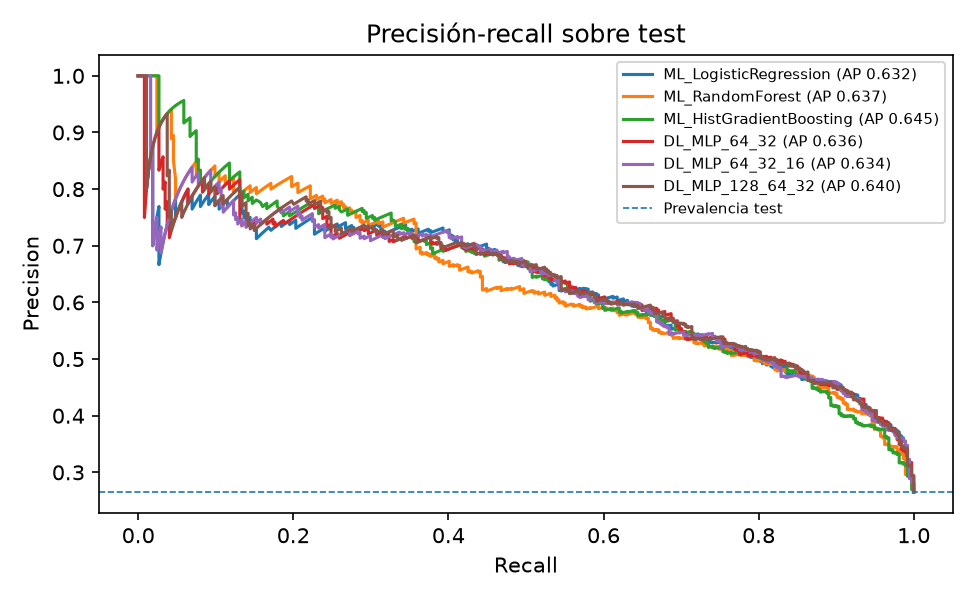 Precisión-recall sobre test
ML_LogisticRegression (AP 0.632)
ML_RandomForest (AP 0.637)
ML_HistGradientBoosting (AP 0.645)
DL_MLP_64_32 (AP 0.636)
DL_MLP_64_32_16 (AP 0.634)
DL_MLP_128_64_32 (AP 0.640)
Prevalencia test
Precision
1.0
0.9
0.8
0.7
0.6
0.5
0.4
0.3
0.0 0.2 0.4 0.6 0.8 1.0
Recall